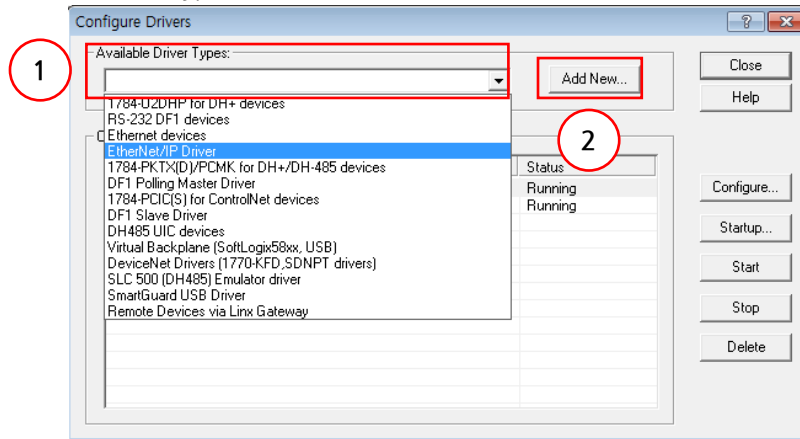 Configure Drivers
Available Driver Types:
1
Add New...
Close
Help
1784-U2DHP for DH+ devices
RS-232 DF1 devices
Ethernet devices
EtherNet/IP Driver
1784-PKTX(D)/PCMK for DH+/DH-485 devices
DF1 Polling Master Driver
1784-PCIC(S) for ControlNet devices
DF1 Slave Driver
DH485 UIC devices
Virtual Backplane (SoftLogix58xx, USB)
DeviceNet Drivers (1770-KFD,SDNPT drivers)
SLC 500 (DH485) Emulator driver
SmartGuard USB Driver
Remote Devices via Linx Gateway
2
Status
Running
Running
Configure...
Startup...
Start
Stop
Delete